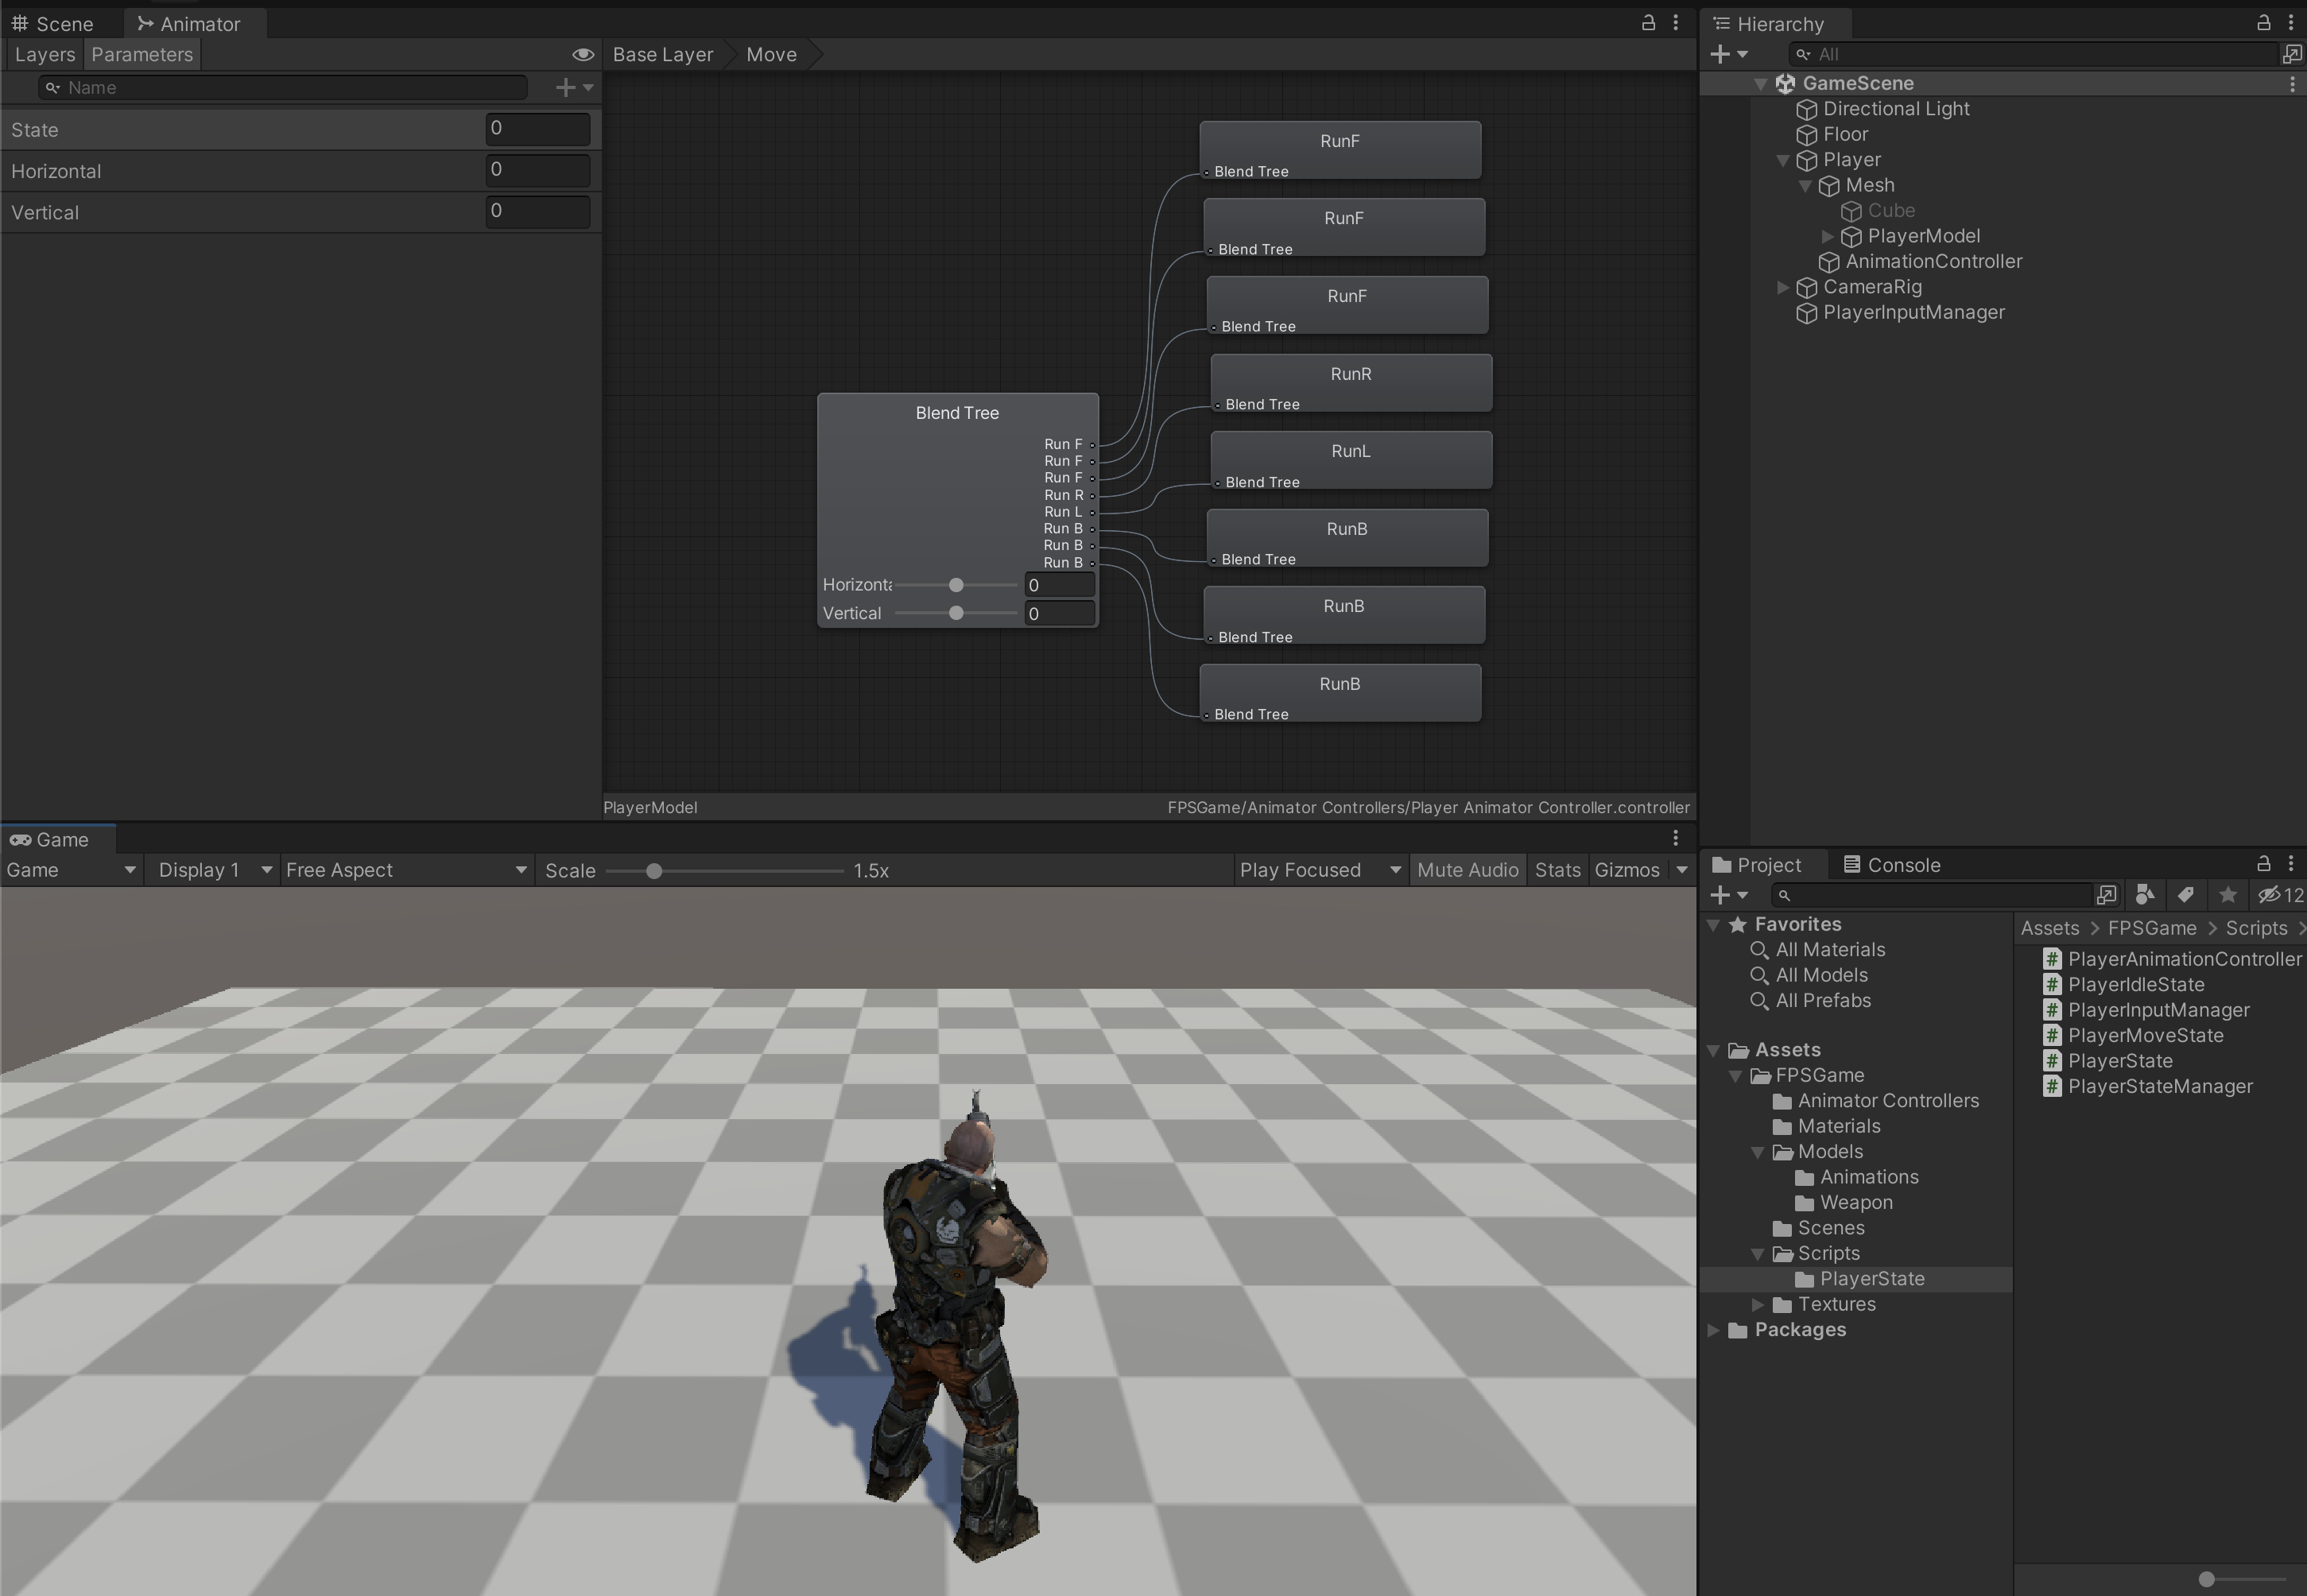 Scene
Animator
Layers
Parameters
Name
State
0
Horizontal
0
Vertical
0
Base Layer
Move
Blend Tree
Run F
Run F
Run F
Run R
Run L
Run B
Run B
Run B
Horizonta
0
Vertical
0
RunF
Blend Tree
RunF
Blend Tree
RunF
Blend Tree
RunR
Blend Tree
RunL
Blend Tree
RunB
Blend Tree
RunB
Blend Tree
RunB
Blend Tree
PlayerModel
FPSGame/Animator Controllers/Player Animator Controller.controller
Game
Game
Display 1
Free Aspect
Scale
1.5x
Play Focused
Mute Audio
Stats
Gizmos
Hierarchy
All
GameScene
Directional Light
Floor
Player
Mesh
Cube
PlayerModel
AnimationController
CameraRig
PlayerInputManager
Project
Console
12
Favorites
All Materials
All Models
All Prefabs
Assets
FPSGame
Animator Controllers
Materials
Models
Animations
Weapon
Scenes
Scripts
PlayerState
Textures
Packages
Assets > FPSGame > Scripts >
PlayerAnimationController
PlayerIdleState
PlayerInputManager
PlayerMoveState
PlayerState
PlayerStateManager